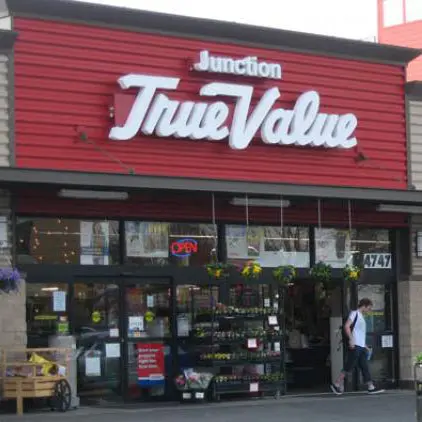 Junction
True Value
OPEN
4747